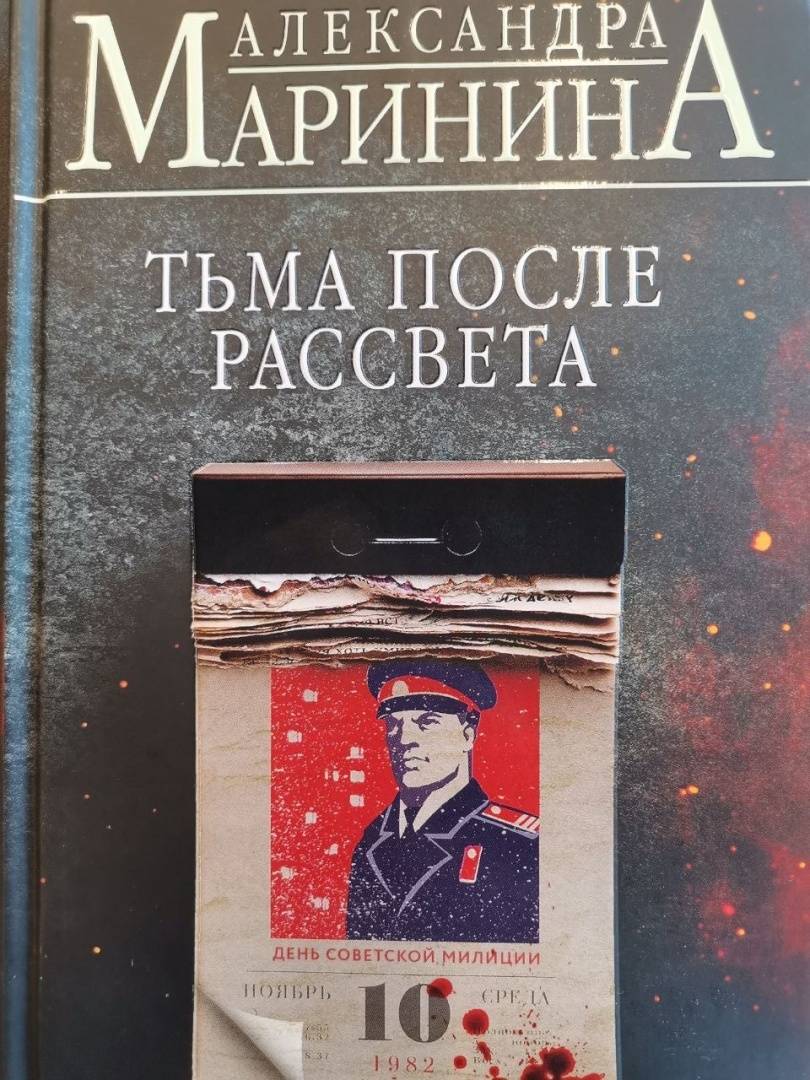 АЛЕКСАНДРА
МАРИНИНА
ТЬМА ПОСЛЕ
РАССВЕТА
ДЕНЬ СОВЕТСКОЙ МИЛИЦИИ
НОЯБРЬ 10 СРЕДА
1982